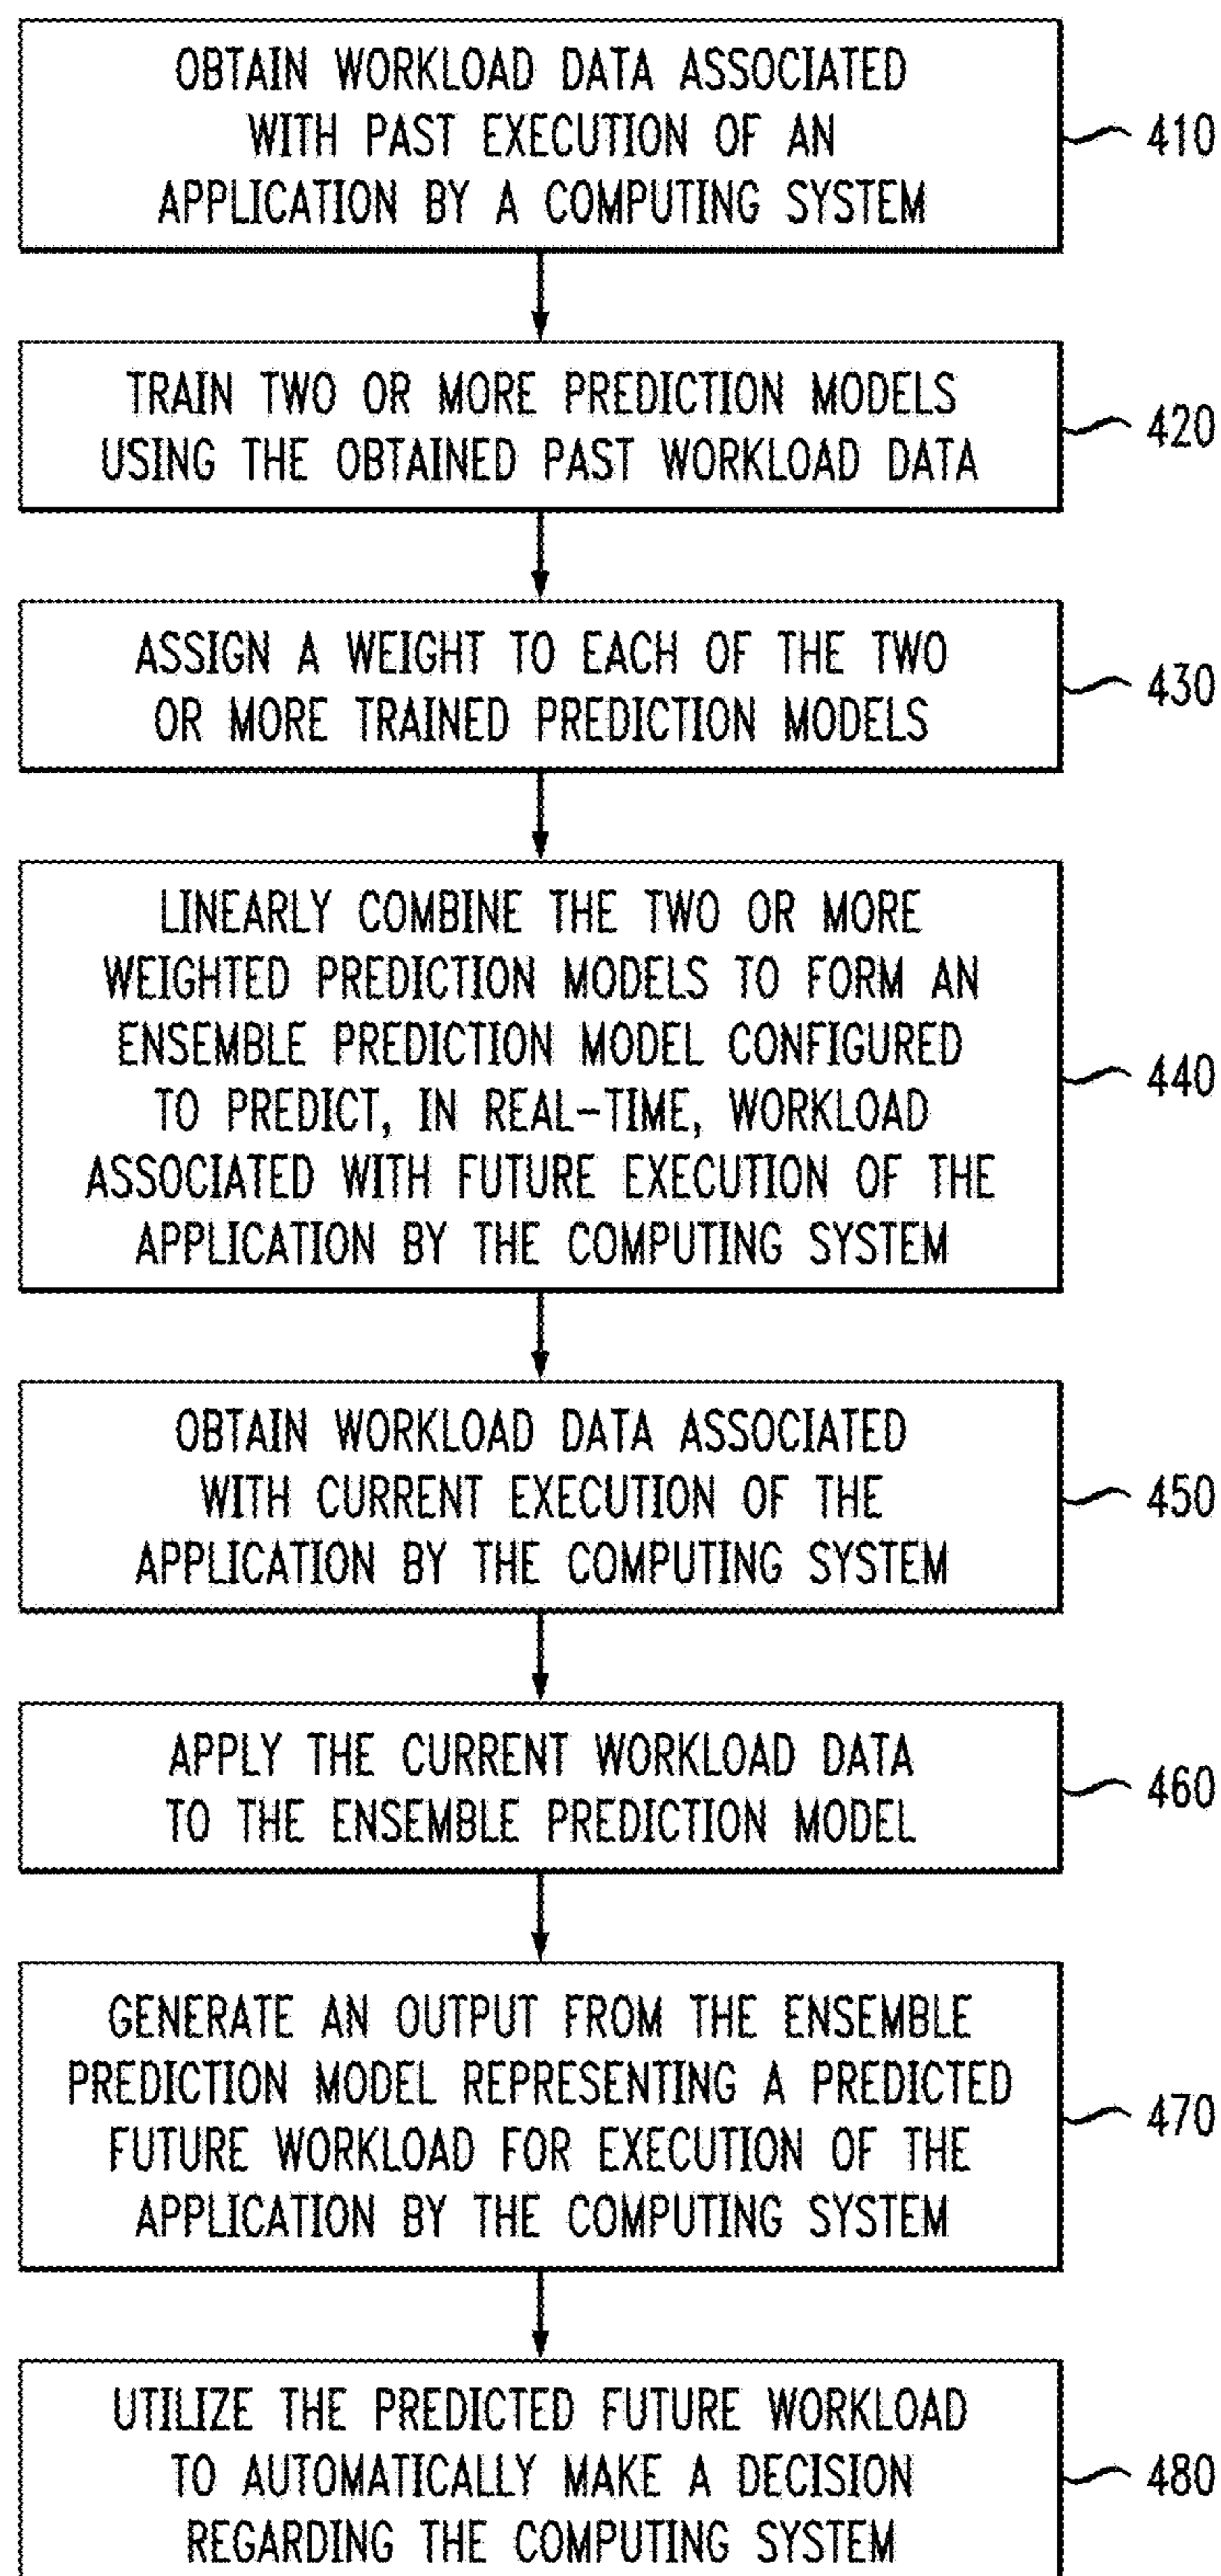 OBTAIN WORKLOAD DATA ASSOCIATED
WITH PAST EXECUTION OF AN
APPLICATION BY A COMPUTING SYSTEM
410
TRAIN TWO OR MORE PREDICTION MODELS
USING THE OBTAINED PAST WORKLOAD DATA
420
ASSIGN A WEIGHT TO EACH OF THE TWO
OR MORE TRAINED PREDICTION MODELS
430
LINEARLY COMBINE THE TWO OR MORE
WEIGHTED PREDICTION MODELS TO FORM AN
ENSEMBLE PREDICTION MODEL CONFIGURED
TO PREDICT, IN REAL-TIME, WORKLOAD
ASSOCIATED WITH FUTURE EXECUTION OF THE
APPLICATION BY THE COMPUTING SYSTEM
440
OBTAIN WORKLOAD DATA ASSOCIATED
WITH CURRENT EXECUTION OF THE
APPLICATION BY THE COMPUTING SYSTEM
450
APPLY THE CURRENT WORKLOAD DATA
TO THE ENSEMBLE PREDICTION MODEL
460
GENERATE AN OUTPUT FROM THE ENSEMBLE
PREDICTION MODEL REPRESENTING A PREDICTED
FUTURE WORKLOAD FOR EXECUTION OF THE
APPLICATION BY THE COMPUTING SYSTEM
470
UTILIZE THE PREDICTED FUTURE WORKLOAD
TO AUTOMATICALLY MAKE A DECISION
REGARDING THE COMPUTING SYSTEM
480